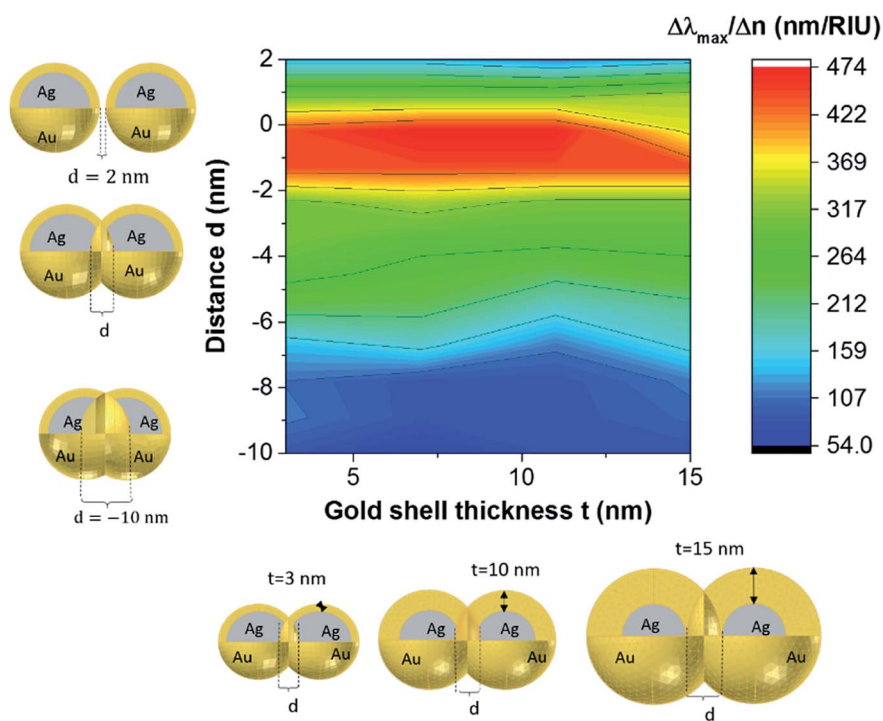 Δλmax/Δn (nm/RIU)
Ag
Ag
Au
Au
d = 2 nm
Ag
Ag
Au
Au
d
Ag
Ag
Au
Au
d = −10 nm
Distance d (nm)
2
0
-2
-4
-6
-8
-10
5
10
15
Gold shell thickness t (nm)
474
422
369
317
264
212
159
107
54.0
t=3 nm
Ag
Ag
Au
Au
d
t=10 nm
Ag
Ag
Au
Au
d
t=15 nm
Ag
Ag
Au
Au
d